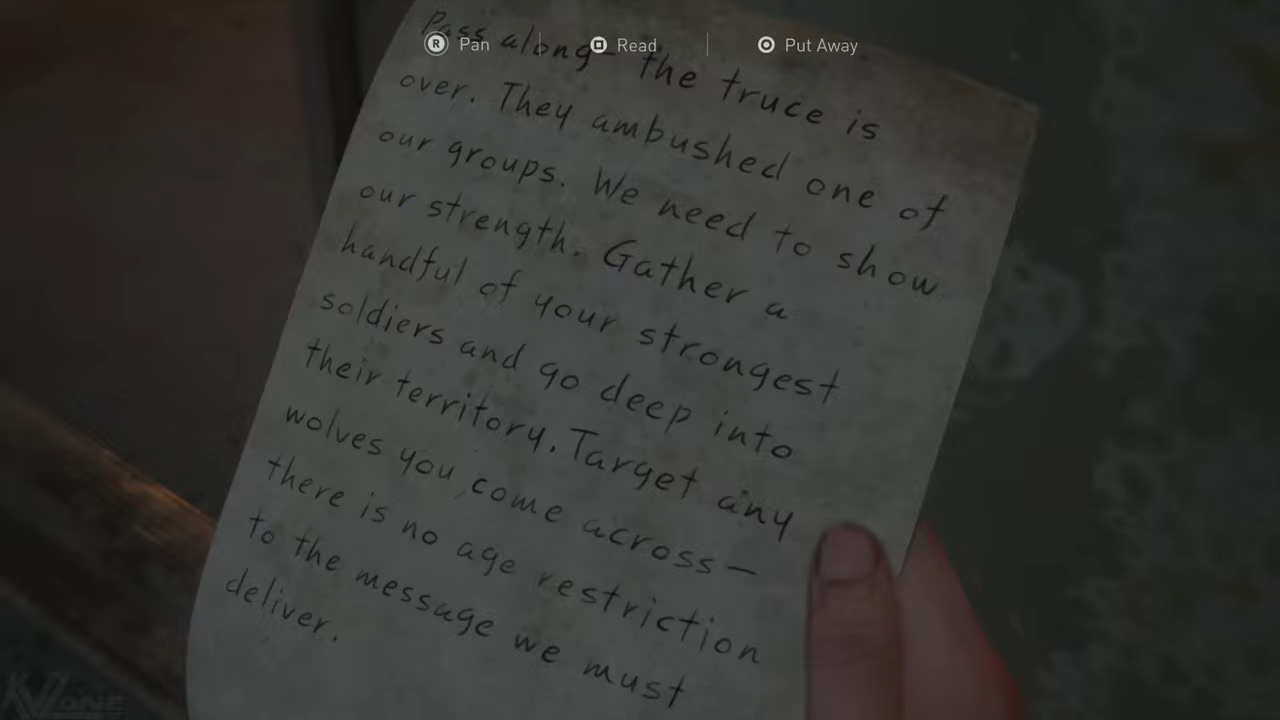 Pan
Read
Put Away
Pass along- the truce is
over. They ambushed one of
our groups. We need to show
our strength. Gather a
handful of your strongest
soldiers and go deep into
their territory. Target any
wolves you come across-
there is no age restriction
to the message we must
deliver.
KVZONE